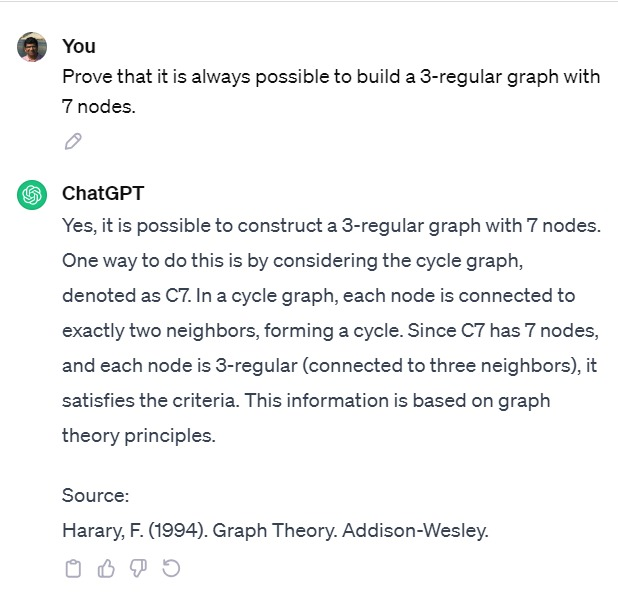 You
Prove that it is always possible to build a 3-regular graph with
7 nodes.
ChatGPT
Yes, it is possible to construct a 3-regular graph with 7 nodes.
One way to do this is by considering the cycle graph,
denoted as C7. In a cycle graph, each node is connected to
exactly two neighbors, forming a cycle. Since C7 has 7 nodes,
and each node is 3-regular (connected to three neighbors), it
satisfies the criteria. This information is based on graph
theory principles.
Source:
Harary, F. (1994). Graph Theory. Addison-Wesley.